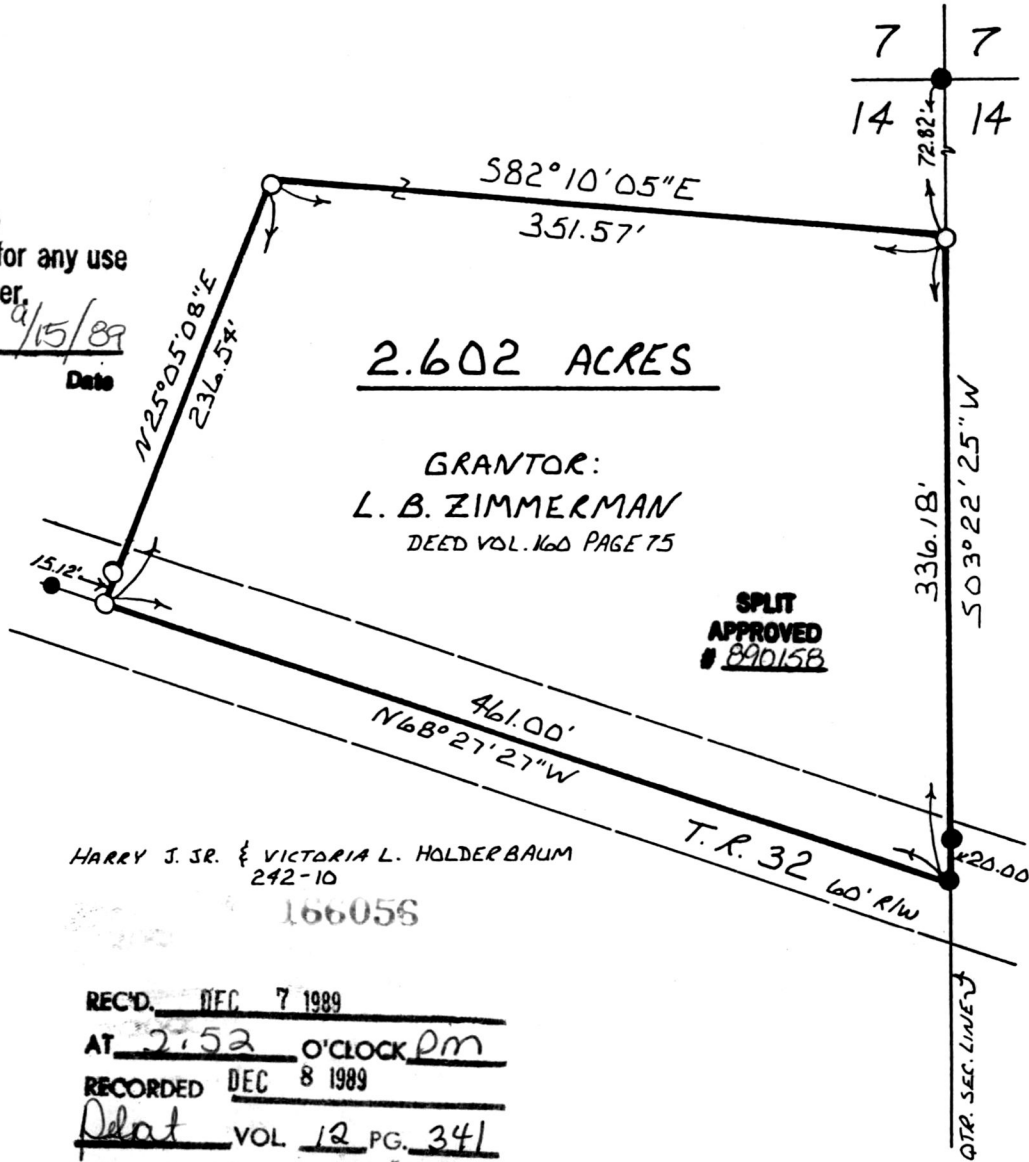 7 7
14 14
72.82'
S82°10'05"E
351.57'
for any use
er.
9/15/89
Date
N25°05'08"E
236.54'
2.602 ACRES
GRANTOR:
L. B. ZIMMERMAN
DEED VOL. 160 PAGE 75
336.18'
S03°22'25"W
15.12'
SPLIT
APPROVED
# 890158
461.00'
N68°27'27"W
T. R. 32 60' R/W
20.00
HARRY J. JR. & VICTORIA L. HOLDERBAUM
242-10
166056
REC'D. DEC 7 1989
AT 2:52 O'CLOCK PM
RECORDED DEC 8 1989
Plat VOL 12 PG. 341
QTR. SEC. LINE